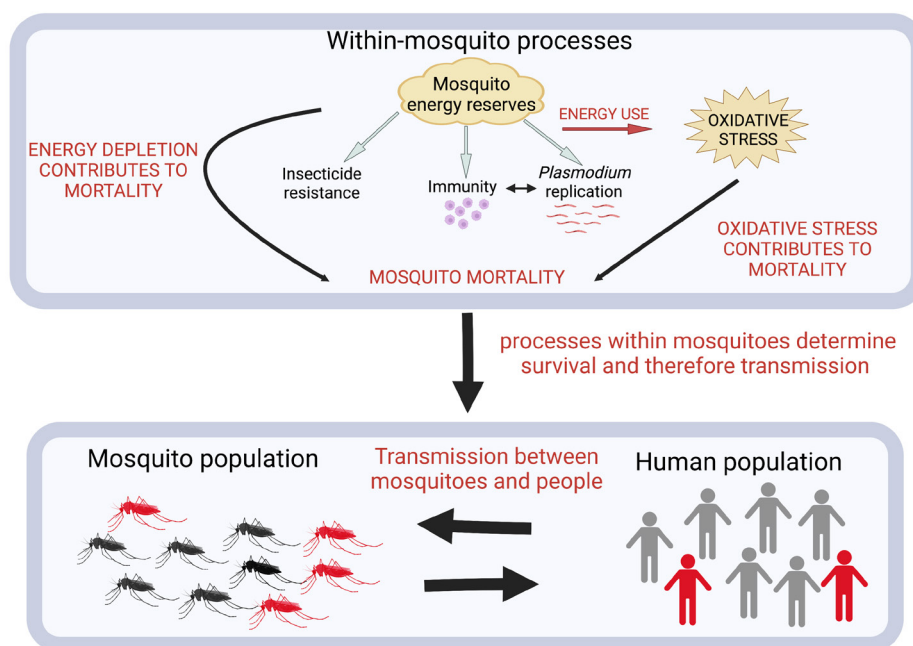 Within-mosquito processes
Mosquito
energy reserves
ENERGY USE
OXIDATIVE
STRESS
ENERGY DEPLETION
CONTRIBUTES TO
MORTALITY
Insecticide
resistance
Immunity
Plasmodium
replication
OXIDATIVE STRESS
CONTRIBUTES TO
MORTALITY
MOSQUITO MORTALITY
processes within mosquitoes determine
survival and therefore transmission
Mosquito population
Transmission between
mosquitoes and people
Human population